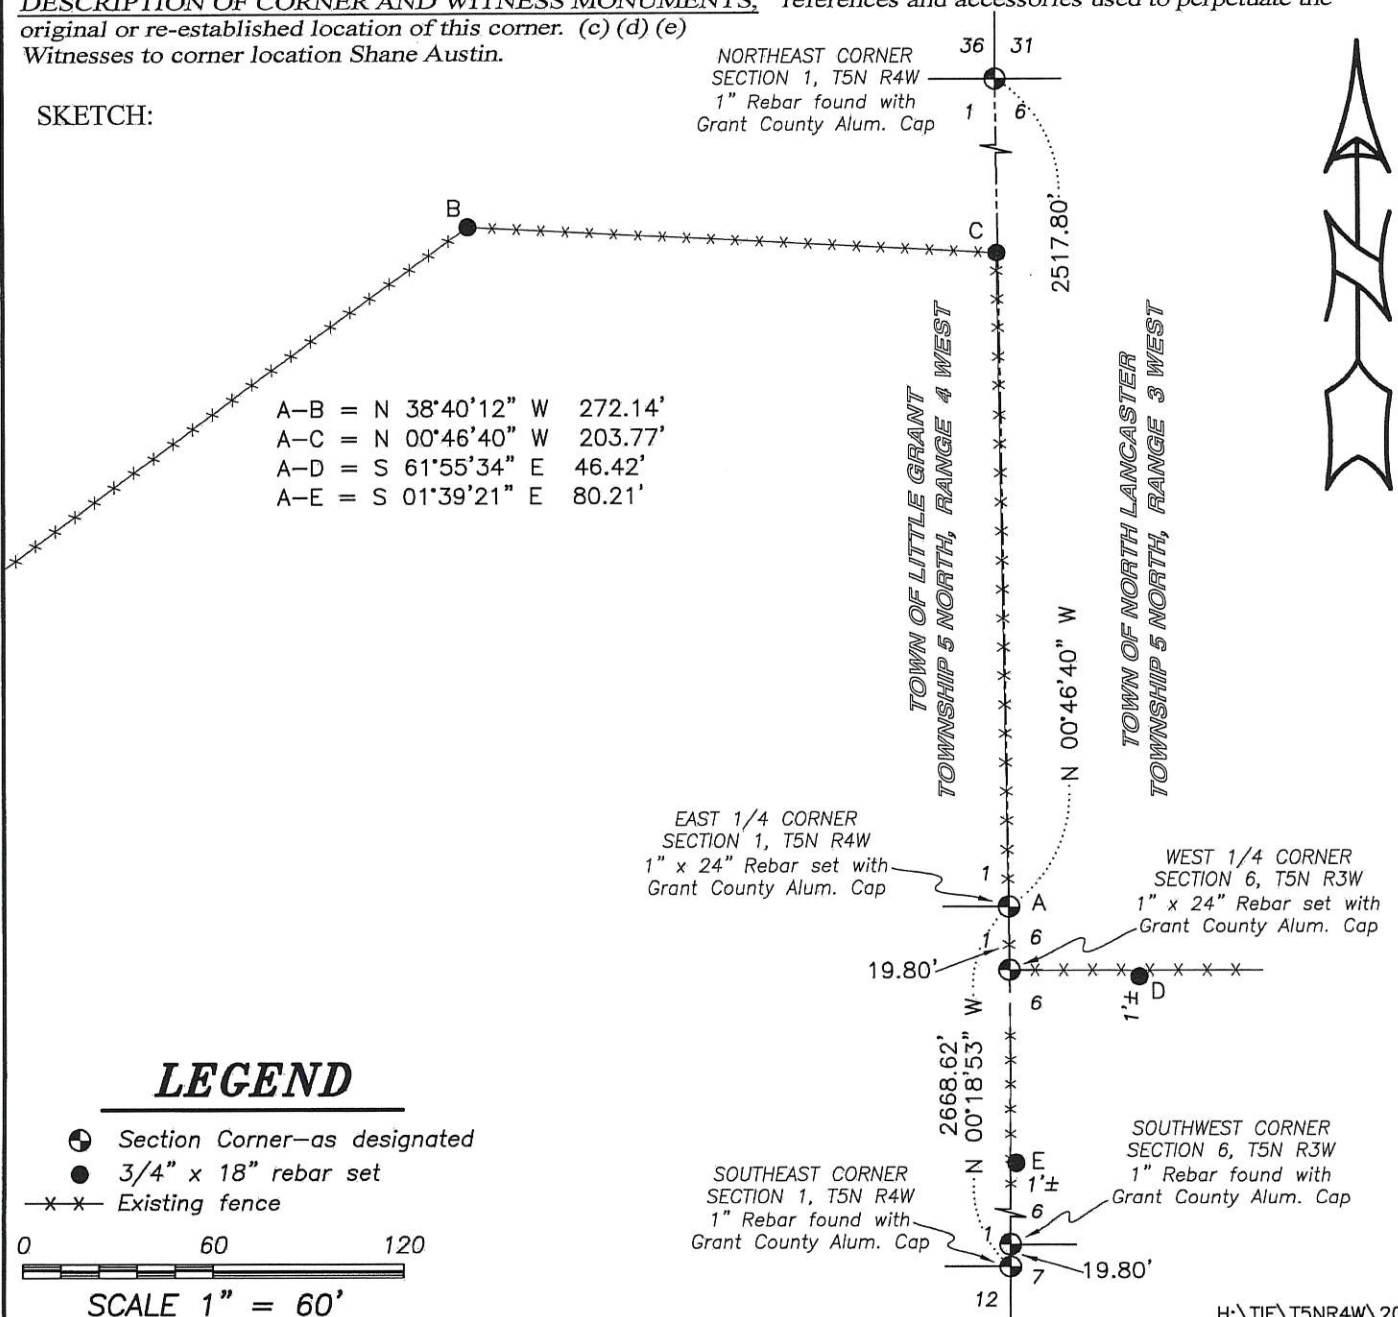 DESCRIPTION OF CORNER AND WITNESS MONUMENTS, references and accessories used to perpetuate the
original or re-established location of this corner. (c) (d) (e)
Witnesses to corner location Shane Austin.
SKETCH:
NORTHEAST CORNER
SECTION 1, T5N R4W
1" Rebar found with
Grant County Alum. Cap
36 31
1 6
2517.80'
B
C
A-B = N 38°40'12" W 272.14'
A-C = N 00°46'40" W 203.77'
A-D = S 61°55'34" E 46.42'
A-E = S 01°39'21" E 80.21'
TOWN OF LITTLE GRANT
TOWNSHIP 5 NORTH, RANGE 4 WEST
TOWN OF NORTH LANCASTER
TOWNSHIP 5 NORTH, RANGE 3 WEST
N 00°46'40" W
N
EAST 1/4 CORNER
SECTION 1, T5N R4W
1" x 24" Rebar set with
Grant County Alum. Cap
1
A
1 6
19.80'
WEST 1/4 CORNER
SECTION 6, T5N R3W
1" x 24" Rebar set with
Grant County Alum. Cap
1'±
D
6
2668.62'
N 00°18'53" W
E
1'±
6
1
SOUTHWEST CORNER
SECTION 6, T5N R3W
1" Rebar found with
Grant County Alum. Cap
SOUTHEAST CORNER
SECTION 1, T5N R4W
1" Rebar found with
Grant County Alum. Cap
19.80'
7
12
LEGEND
Section Corner-as designated
3/4" x 18" rebar set
Existing fence
0 60 120
SCALE 1" = 60'
H:\TIE\T5NR4W\20